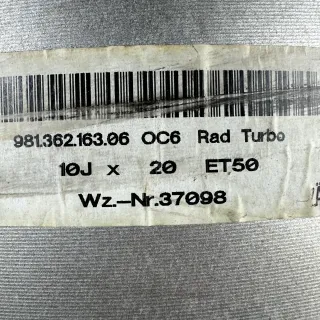 981.362.163.06 OC6 Rad Turbo
10J x 20 ET50
Wz.-Nr.37098